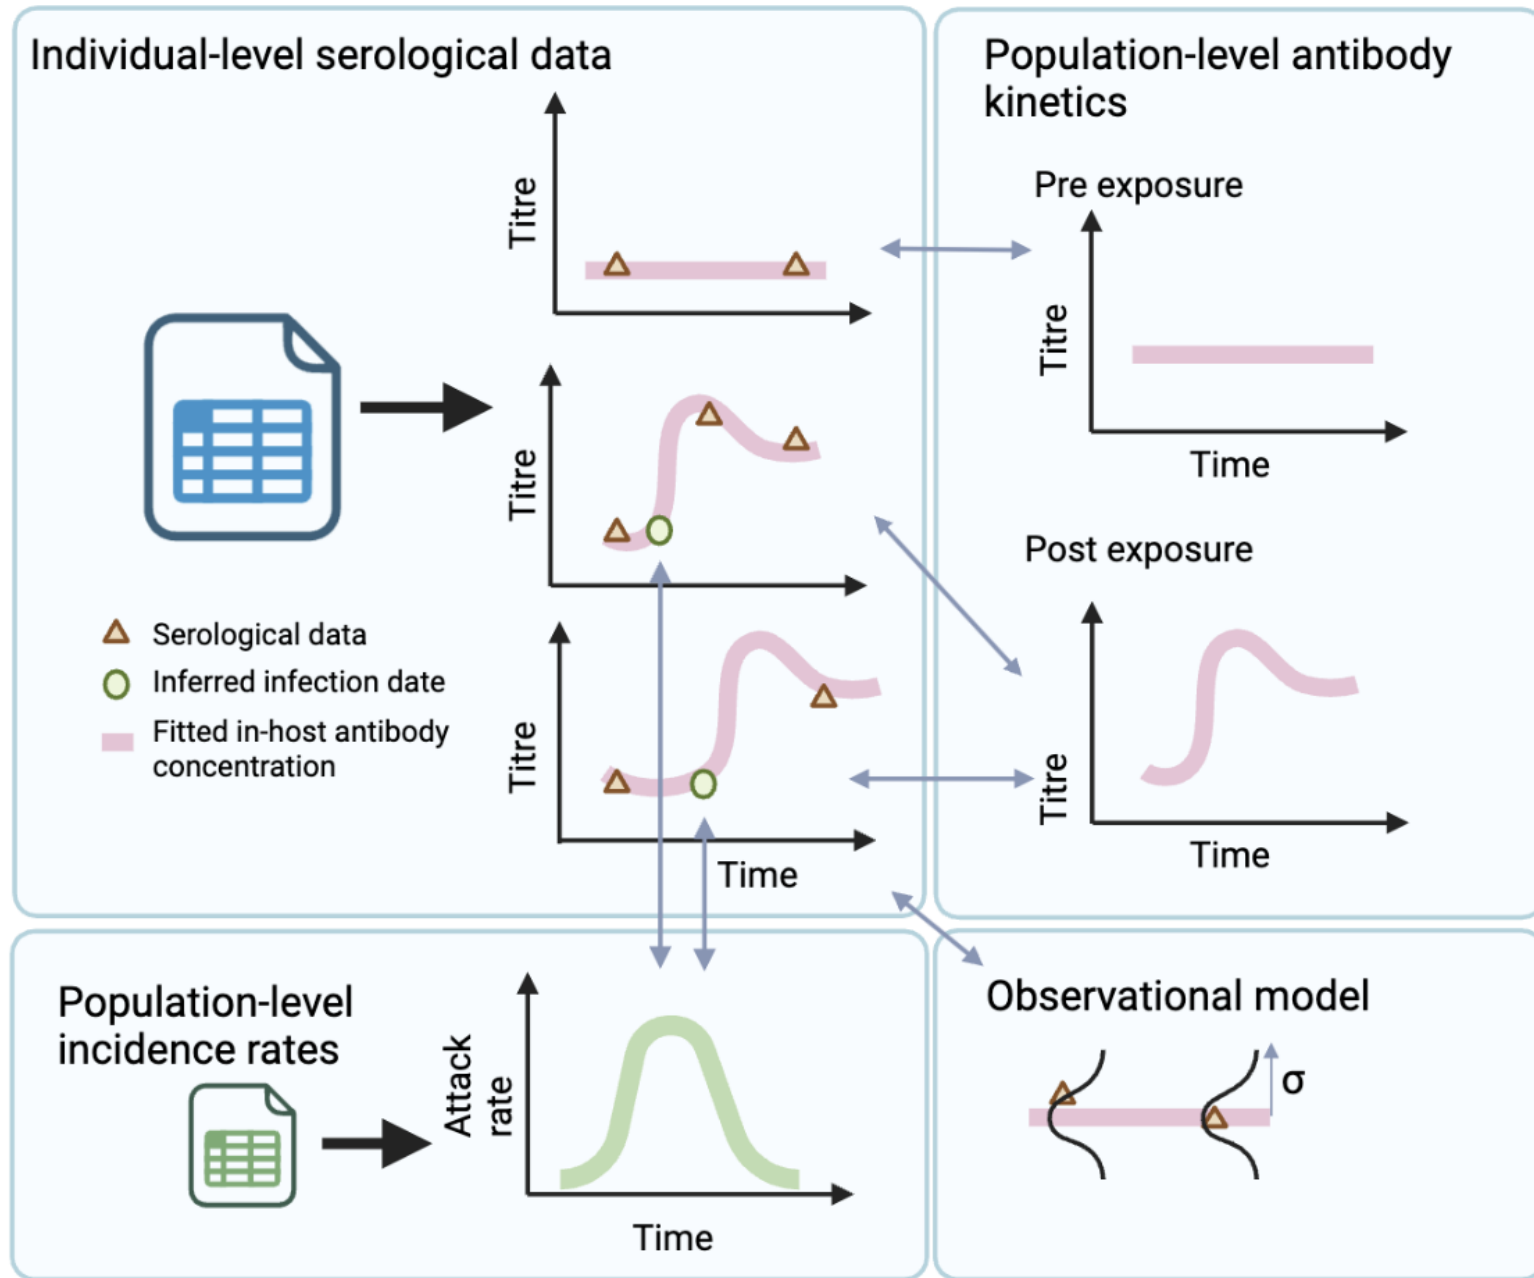 Individual-level serological data
Titre
Titre
Serological data
Inferred infection date
Fitted in-host antibody
concentration
Titre
Time
Population-level antibody
kinetics
Pre exposure
Titre
Time
Post exposure
Titre
Time
Population-level
incidence rates
Attack
rate
Time
Observational model
σ